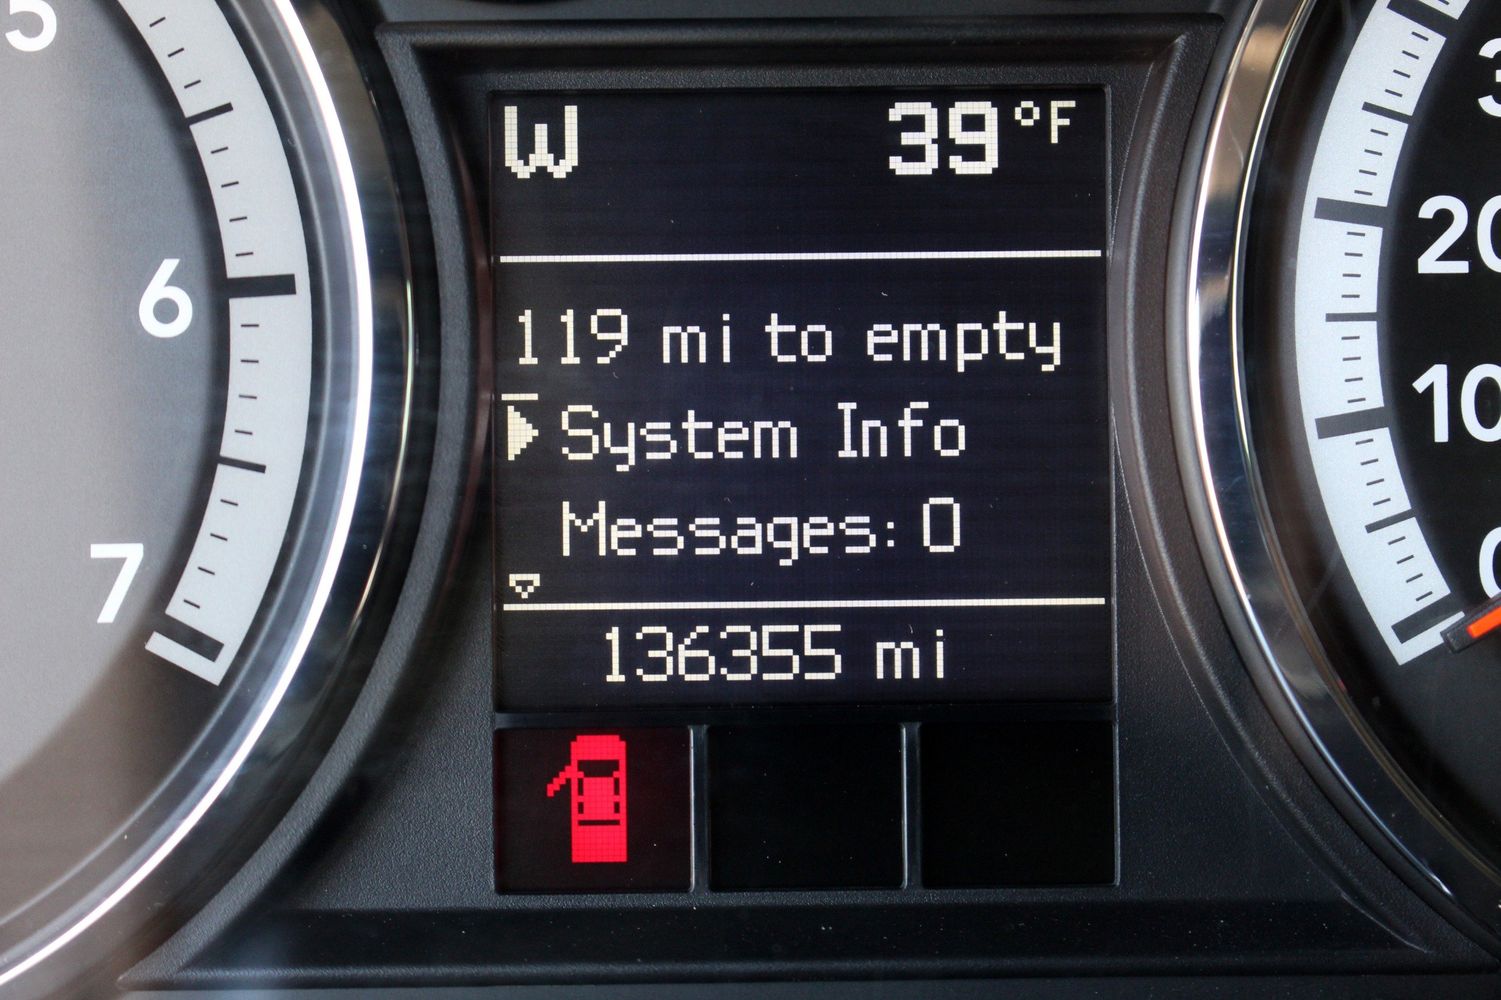 5
6
7
W 39°F
119 mi to empty
System Info
Messages: 0
136355 mi
20
10
0